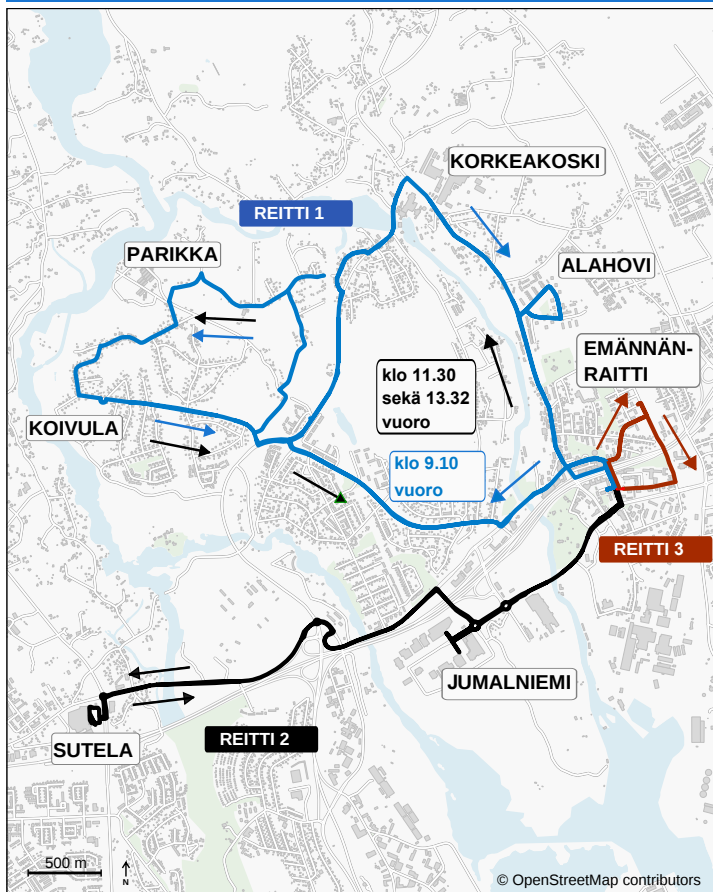 KORKEAKOSKI
REITTI 1
PARIKKA
ALAHOVI
EMÄNNÄN-
RAITTI
klo 11.30
sekä 13.32
vuoro
KOIVULA
klo 9.10
vuoro
REITTI 3
JUMALNIEMI
REITTI 2
SUTELA
500 m
N
© OpenStreetMap contributors